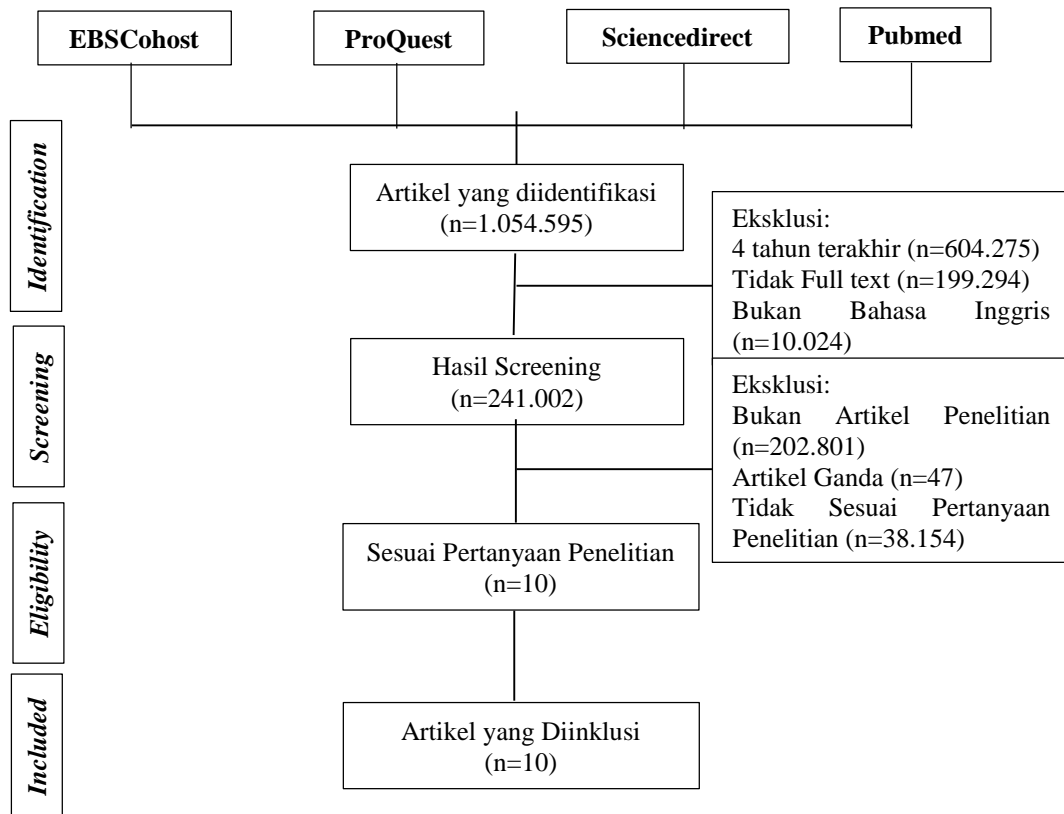 EBSCohost
ProQuest
Sciencedirect
Pubmed
Identification
Artikel yang diidentifikasi
(n=1.054.595)
Eksklusi:
4 tahun terakhir (n=604.275)
Tidak Full text (n=199.294)
Bukan Bahasa Inggris
(n=10.024)
Screening
Hasil Screening
(n=241.002)
Eksklusi:
Bukan Artikel Penelitian
(n=202.801)
Artikel Ganda (n=47)
Tidak Sesuai Pertanyaan
Penelitian (n=38.154)
Eligibility
Sesuai Pertanyaan Penelitian
(n=10)
Included
Artikel yang Diinklusi
(n=10)